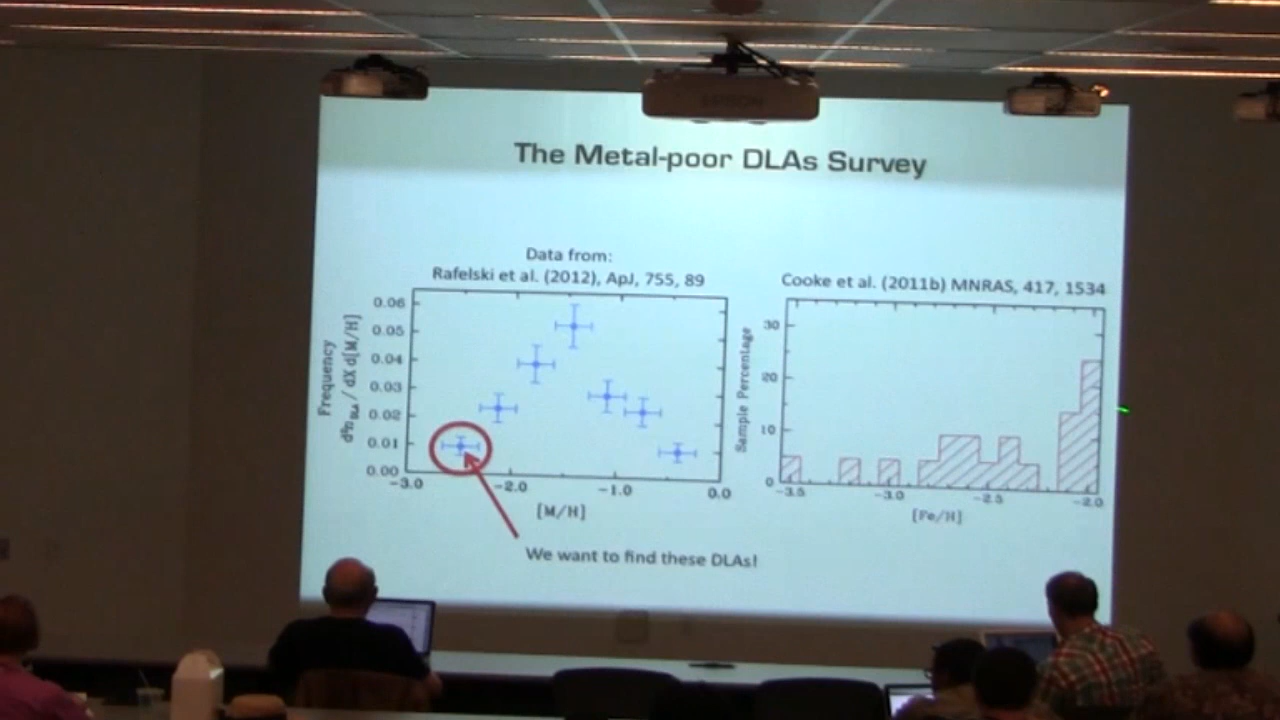 EPSON
The Metal-poor DLAs Survey
Data from:
Rafelski et al. (2012), ApJ, 755, 89
Frequency
0.06
0.05
0.04
0.03
0.02
0.01
0.00
-3.0 -2.0 -1.0 0.0
[M/H]
We want to find these DLAs!
Cooke et al. (2011b) MNRAS, 417, 1534
Sample Percentage
30
20
10
0
-3.5 -3.0 -2.5 -2.0
[Fe/H]